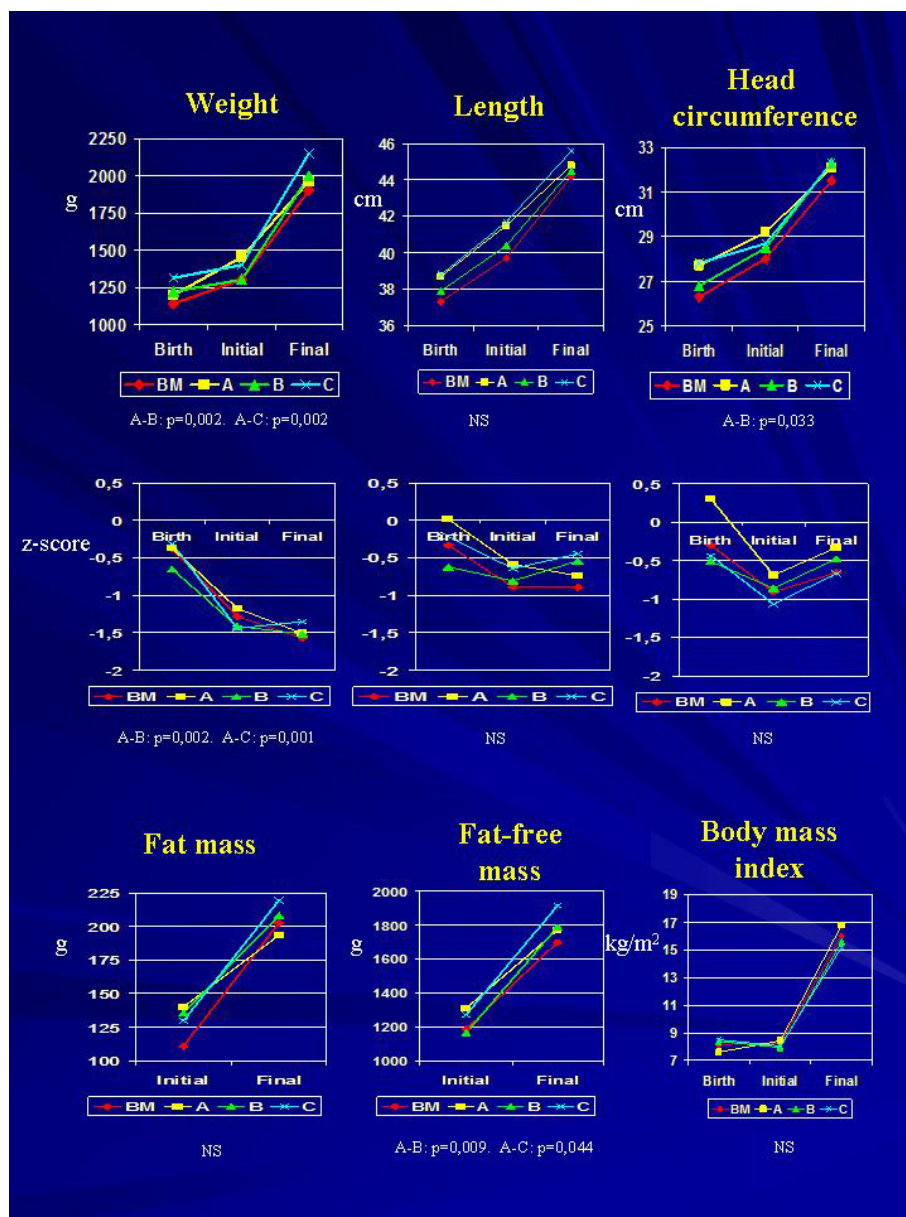 Weight
Length
Head
circumference
2250
2000
1750
1500
1250
1000
g
Birth Initial Final
BM A B C
A-B: p=0,002. A-C: p=0,002
46
44
42
40
38
36
cm
Birth Initial Final
BM A B C
NS
33
31
29
27
25
cm
Birth Initial Final
BM A B C
A-B: p=0,033
z-score
0,5
0
-0,5
-1
-1,5
-2
Birth Initial Final
BM A B C
A-B: p=0,002. A-C: p=0,001
0,5
0
-0,5
-1
-1,5
-2
Birth Initial Final
BM A B C
NS
0,5
0
-0,5
-1
-1,5
-2
Birth Initial Final
BM A B C
NS
Fat mass
Fat-free
mass
Body mass
index
225
200
175
150
125
100
g
Initial Final
BM A B C
NS
2000
1800
1600
1400
1200
1000
g
Initial Final
BM A B C
A-B: p=0,009. A-C: p=0,044
19
17
15
13
11
9
7
kg/m²
Birth Initial Final
BM A B C
NS